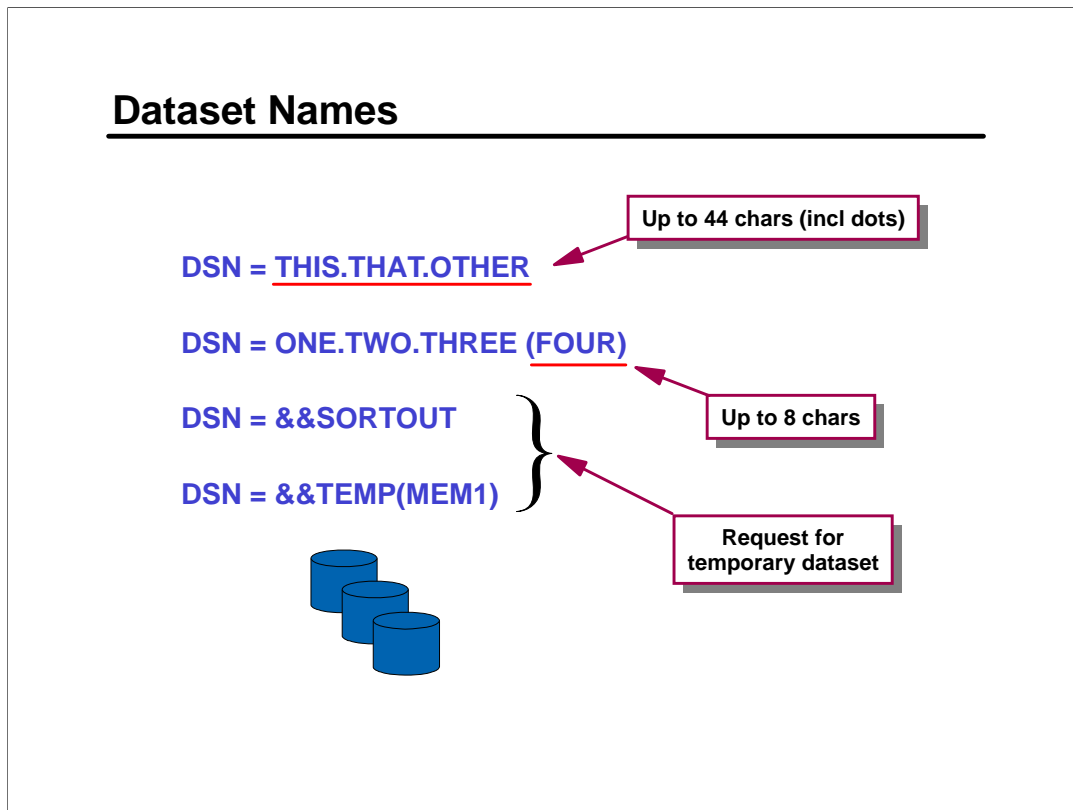 Dataset Names
Up to 44 chars (incl dots)
DSN = THIS.THAT.OTHER
DSN = ONE.TWO.THREE (FOUR)
Up to 8 chars
DSN = &&SORTOUT
DSN = &&TEMP(MEM1)
Request for
temporary dataset